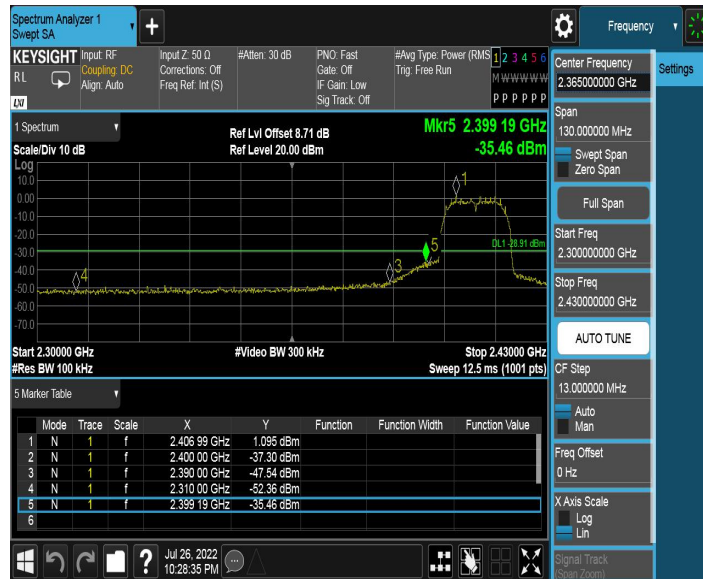 Spectrum Analyzer 1
Swept SA
Frequency
KEYSIGHT
RL
LXI
Input: RF
Coupling: DC
Align: Auto
Input Z: 50 Ω
Corrections: Off
Freq Ref: Int (S)
#Atten: 30 dB
PNO: Fast
Gate: Off
IF Gain: Low
Sig Track: Off
#Avg Type: Power (RMS
Trig: Free Run
1 2 3 4 5 6
M W W W W W
P P P P P P
1 Spectrum
Scale/Div 10 dB
Ref Lvl Offset 8.71 dB
Ref Level 20.00 dBm
Mkr5 2.399 19 GHz
-35.46 dBm
Log
10.0
0.00
-10.0
-20.0
-30.0
-40.0
-50.0
-60.0
-70.0
1
5
3
4
DL1 -28.91 dBm
Start 2.30000 GHz
#Video BW 300 kHz
Stop 2.43000 GHz
#Res BW 100 kHz
Sweep 12.5 ms (1001 pts)
5 Marker Table
Mode Trace Scale X Y Function Function Width Function Value
1 N 1 f 2.406 99 GHz 1.095 dBm
2 N 1 f 2.400 00 GHz -37.30 dBm
3 N 1 f 2.390 00 GHz -47.54 dBm
4 N 1 f 2.310 00 GHz -52.36 dBm
5 N 1 f 2.399 19 GHz -35.46 dBm
6
?
Jul 26, 2022
10:28:35 PM
Center Frequency
2.365000000 GHz
Settings
Span
130.000000 MHz
Swept Span
Zero Span
Full Span
Start Freq
2.300000000 GHz
Stop Freq
2.430000000 GHz
AUTO TUNE
CF Step
13.000000 MHz
Auto
Man
Freq Offset
0 Hz
X Axis Scale
Log
Lin
Signal Track
(Span Zoom)